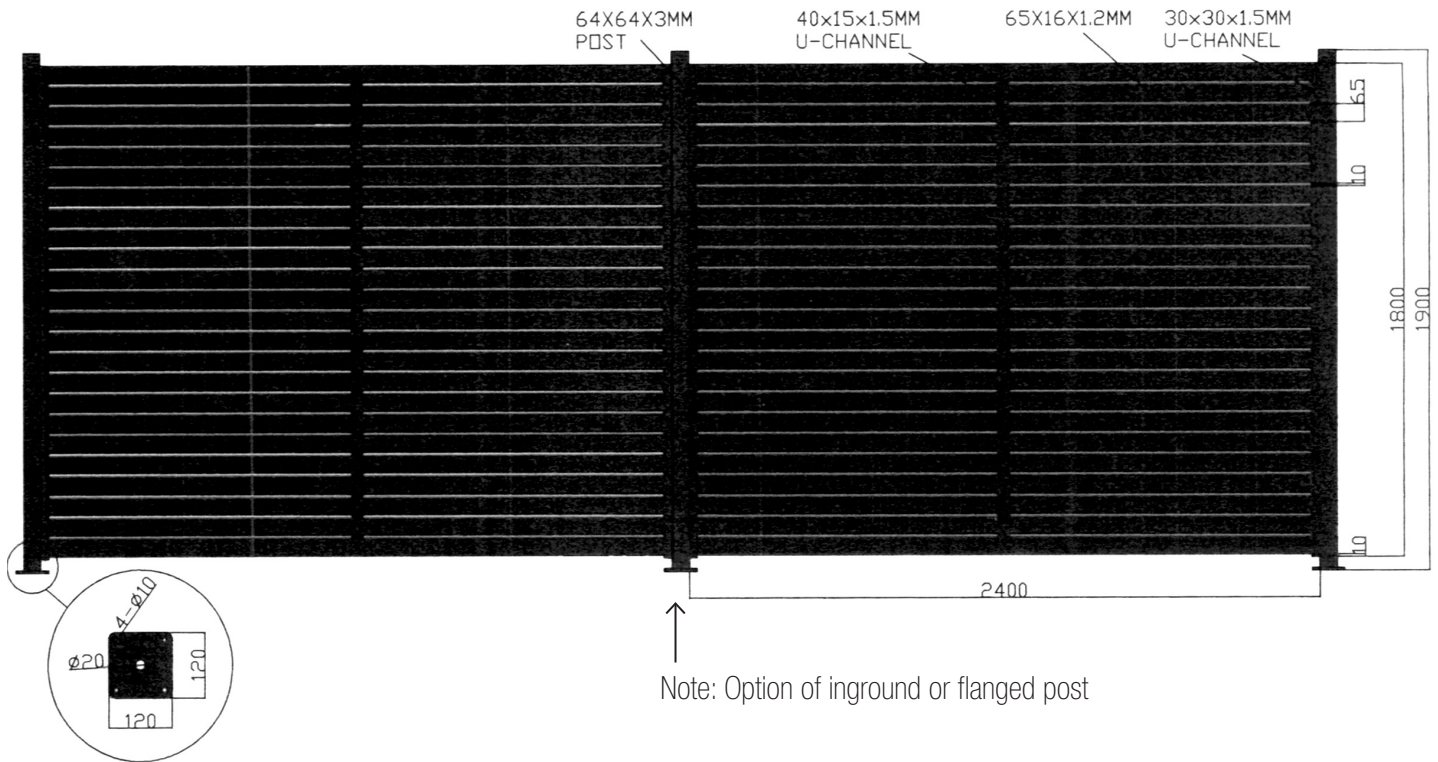 64X64X3MM
POST
40x15x1.5MM
U-CHANNEL
65X16X1.2MM
30x30x1.5MM
U-CHANNEL
65
10
1800
1900
10
2400
4-Ø10
Ø20
120
120
Note: Option of inground or flanged post